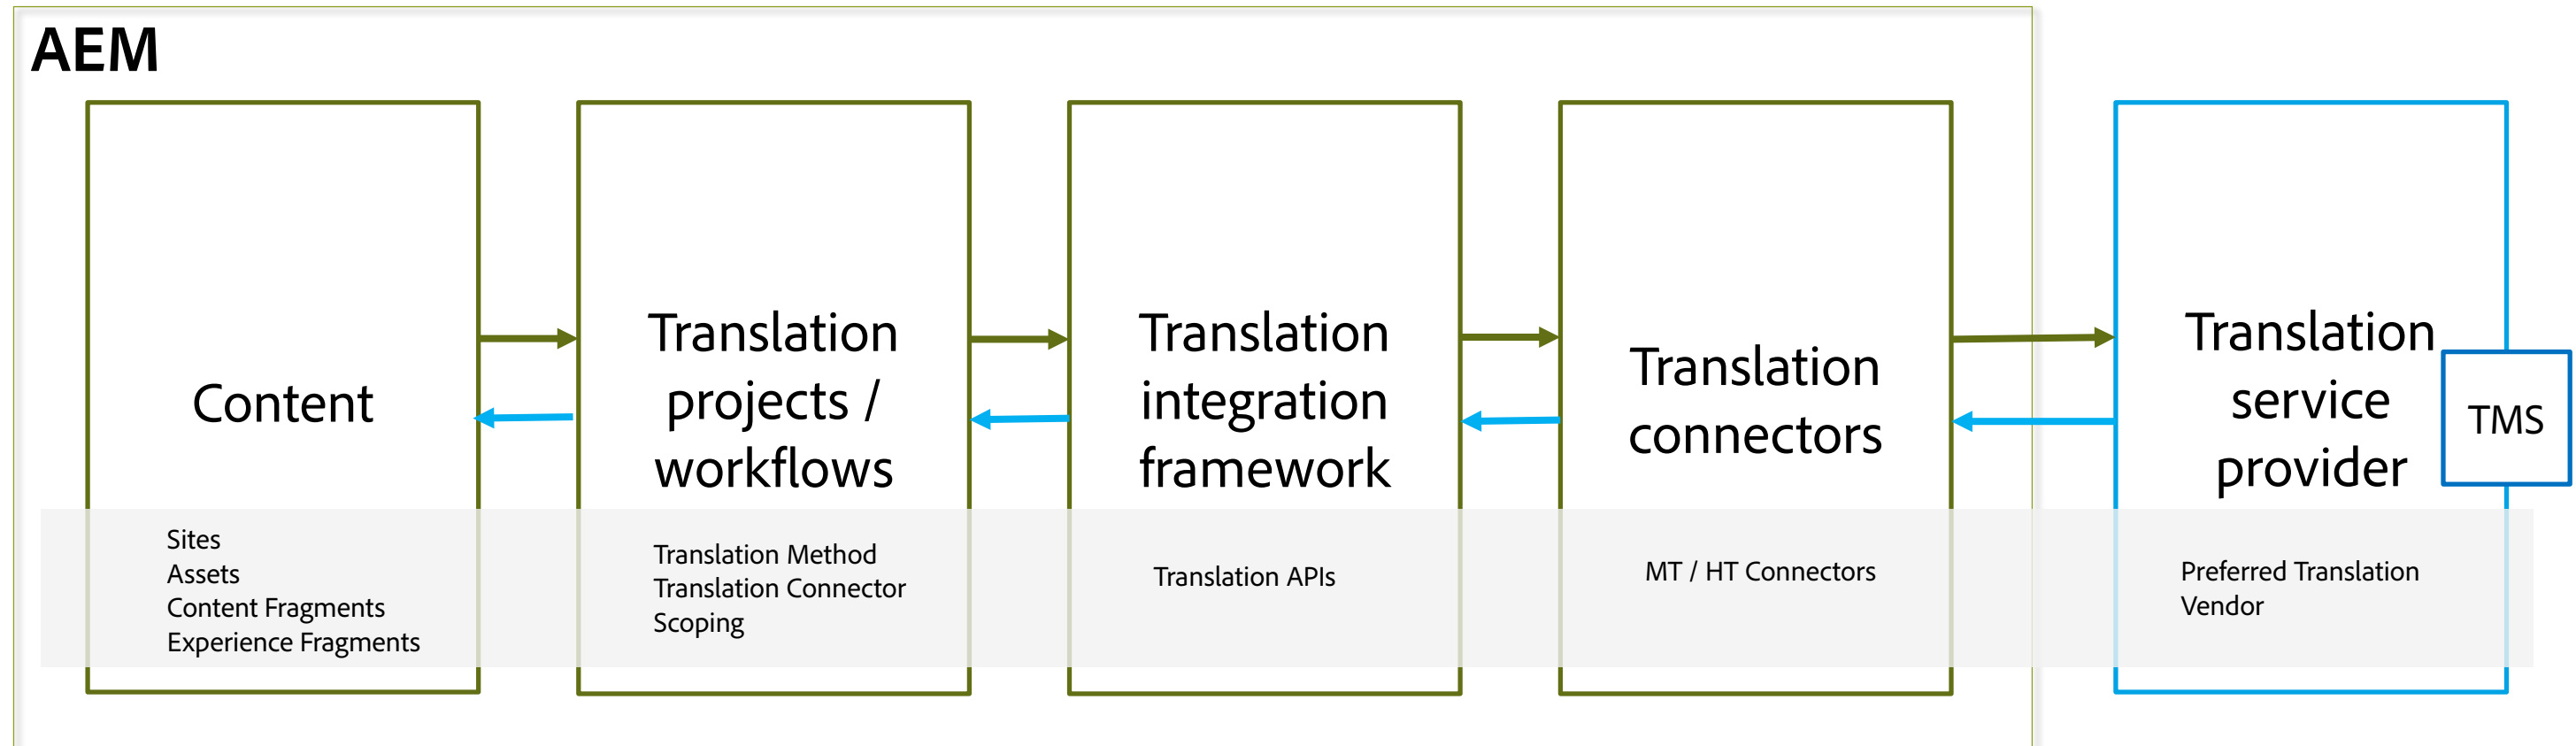 AEM
Content
Translation
projects /
workflows
Translation
integration
framework
Translation
connectors
Translation
service
provider
TMS
Sites
Assets
Content Fragments
Experience Fragments
Translation Method
Translation Connector
Scoping
Translation APIs
MT / HT Connectors
Preferred Translation
Vendor